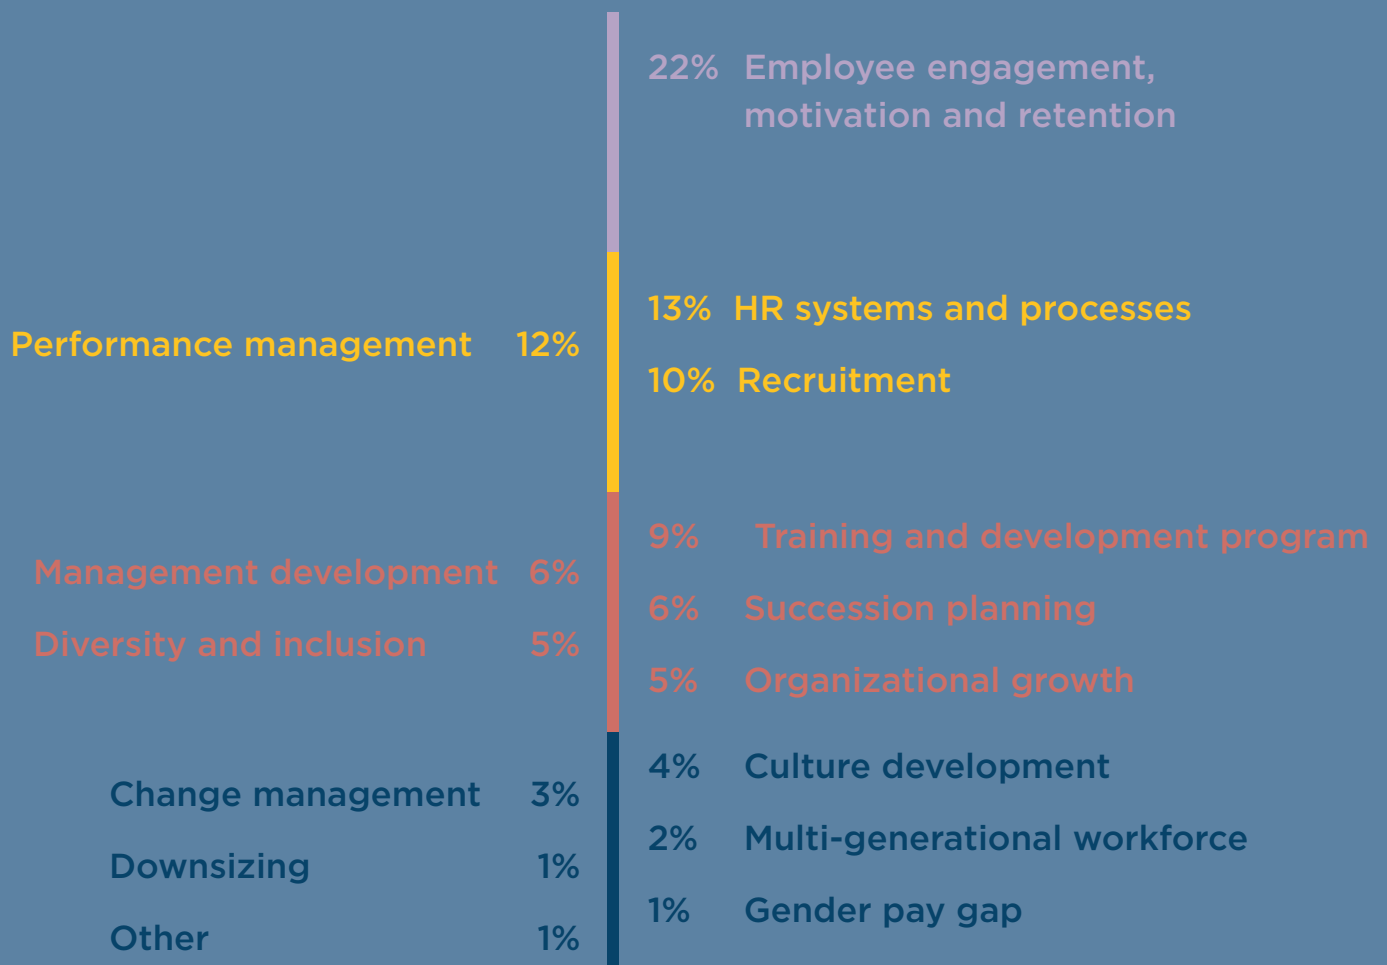 22% Employee engagement,
motivation and retention
13% HR systems and processes
Performance management 12%
10% Recruitment
9% Training and development program
Management development 6%
6% Succession planning
Diversity and inclusion 5%
5% Organizational growth
4% Culture development
Change management 3%
2% Multi-generational workforce
Downsizing 1%
1% Gender pay gap
Other 1%